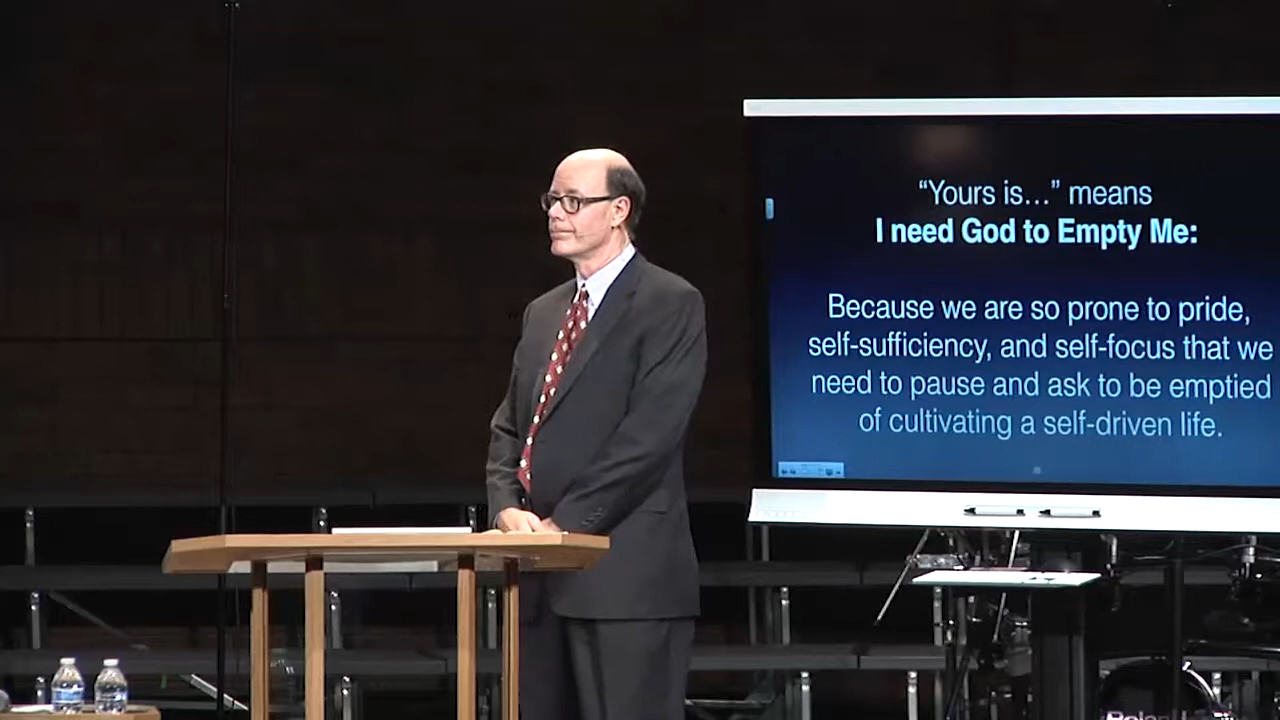 “Yours is…” means
I need God to Empty Me:
Because we are so prone to pride,
self-sufficiency, and self-focus that we
need to pause and ask to be emptied
of cultivating a self-driven life.